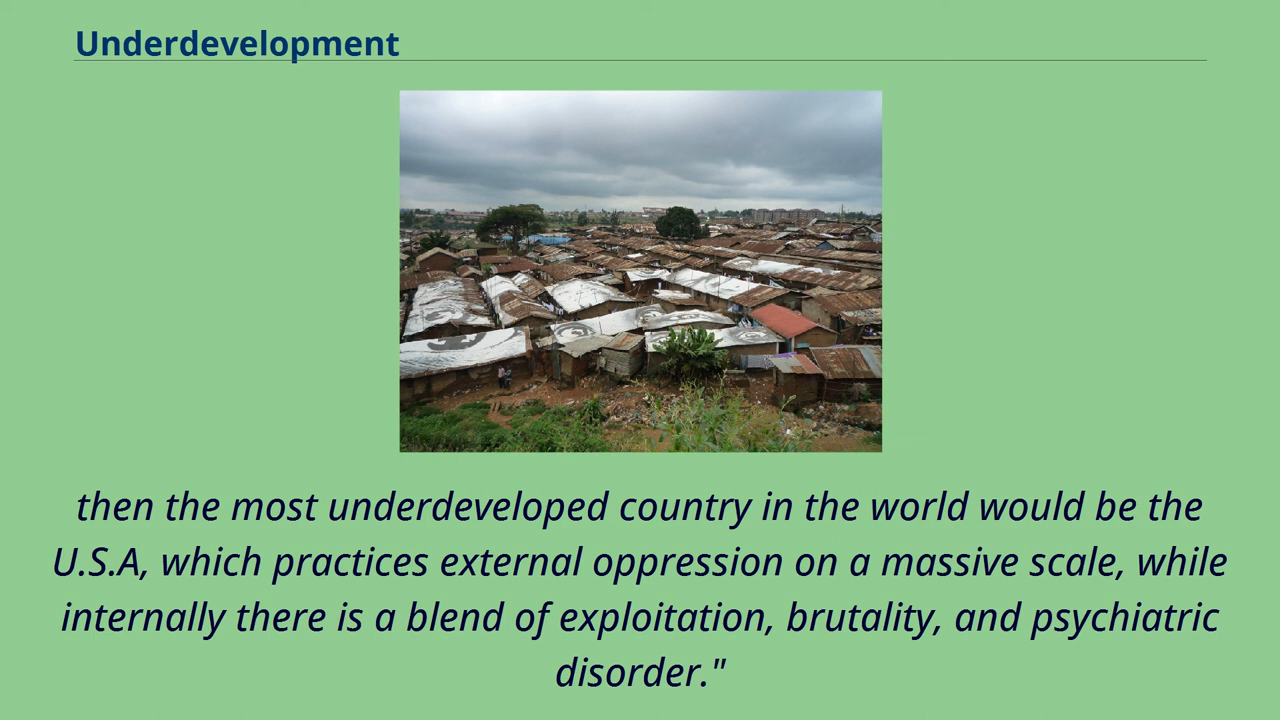 Underdevelopment
then the most underdeveloped country in the world would be the
U.S.A, which practices external oppression on a massive scale, while
internally there is a blend of exploitation, brutality, and psychiatric
disorder."